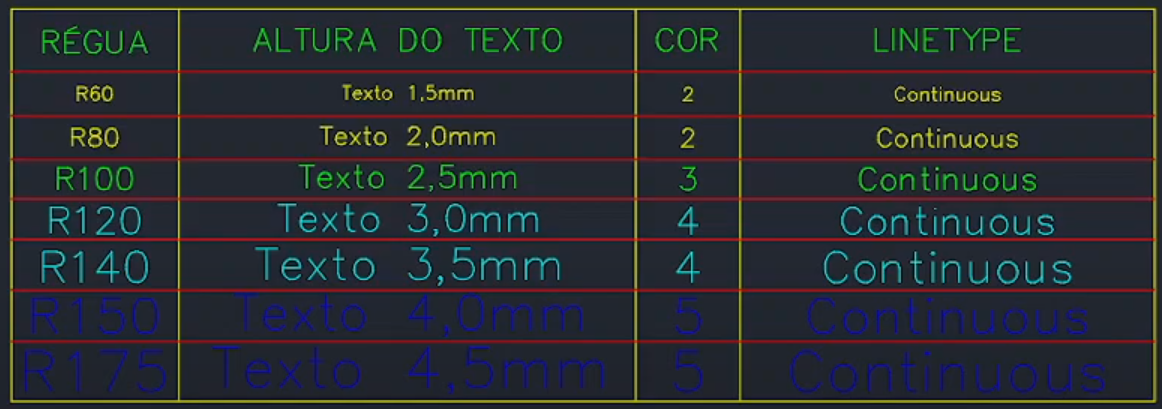 RÉGUA ALTURA DO TEXTO COR LINETYPE
R60 Texto 1,5mm 2 Continuous
R80 Texto 2,0mm 2 Continuous
R100 Texto 2,5mm 3 Continuous
R120 Texto 3,0mm 4 Continuous
R140 Texto 3,5mm 4 Continuous
R150 Texto 4,0mm 5 Continuous
R175 Texto 4,5mm 5 Continuous